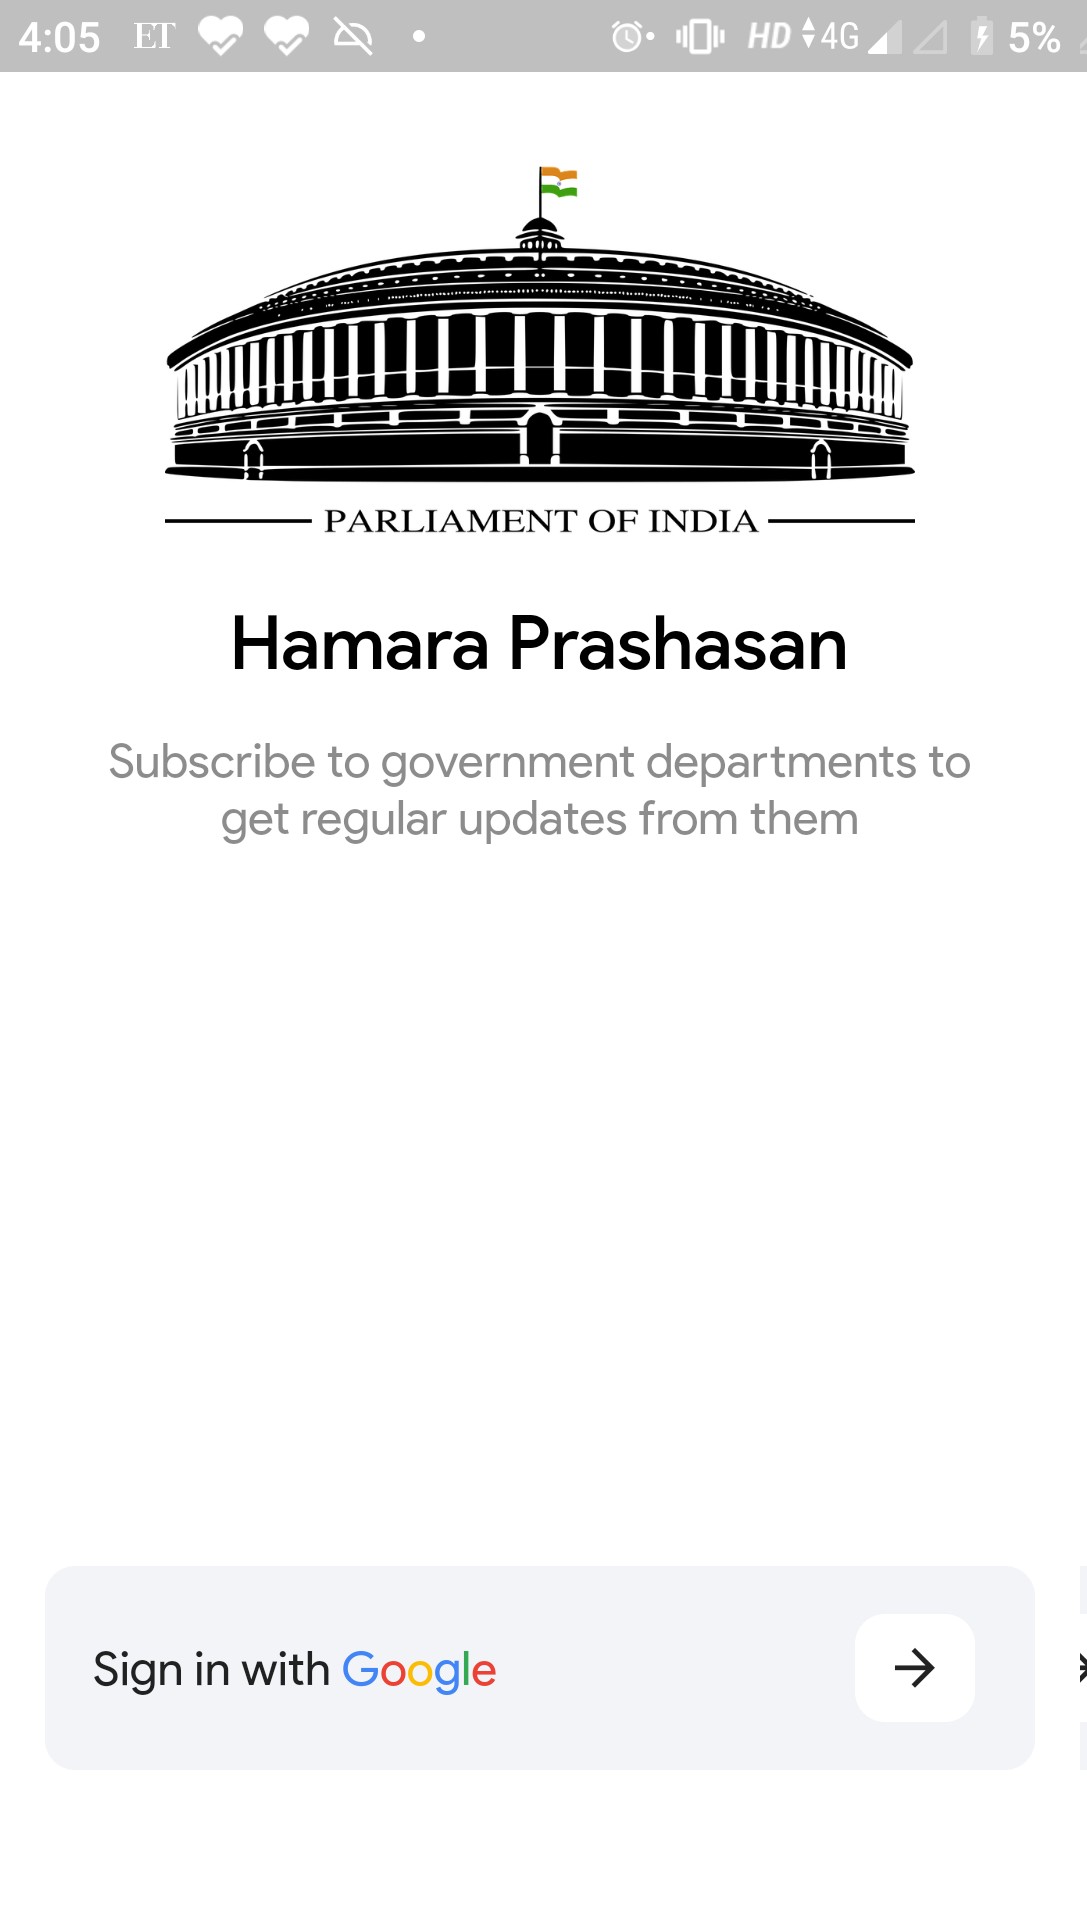 4:05 ET HD 4G 5%
PARLIAMENT OF INDIA
Hamara Prashasan
Subscribe to government departments to
get regular updates from them
Sign in with Google